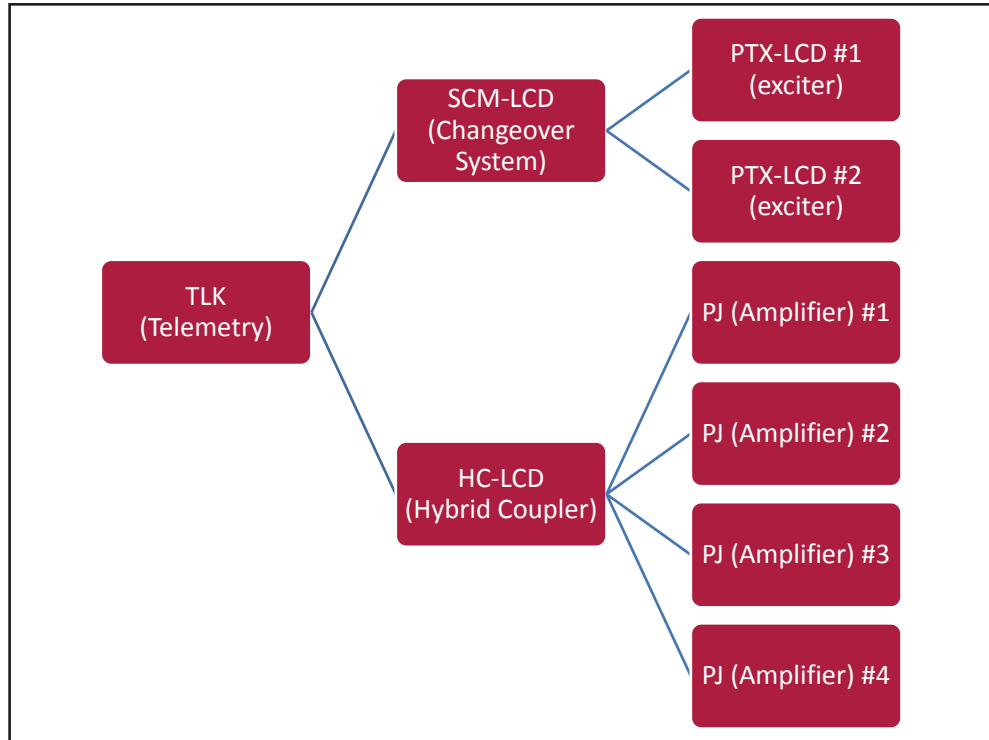 TLK
(Telemetry)
SCM-LCD
(Changeover
System)
PTX-LCD #1
(exciter)
PTX-LCD #2
(exciter)
HC-LCD
(Hybrid Coupler)
PJ (Amplifier) #1
PJ (Amplifier) #2
PJ (Amplifier) #3
PJ (Amplifier) #4